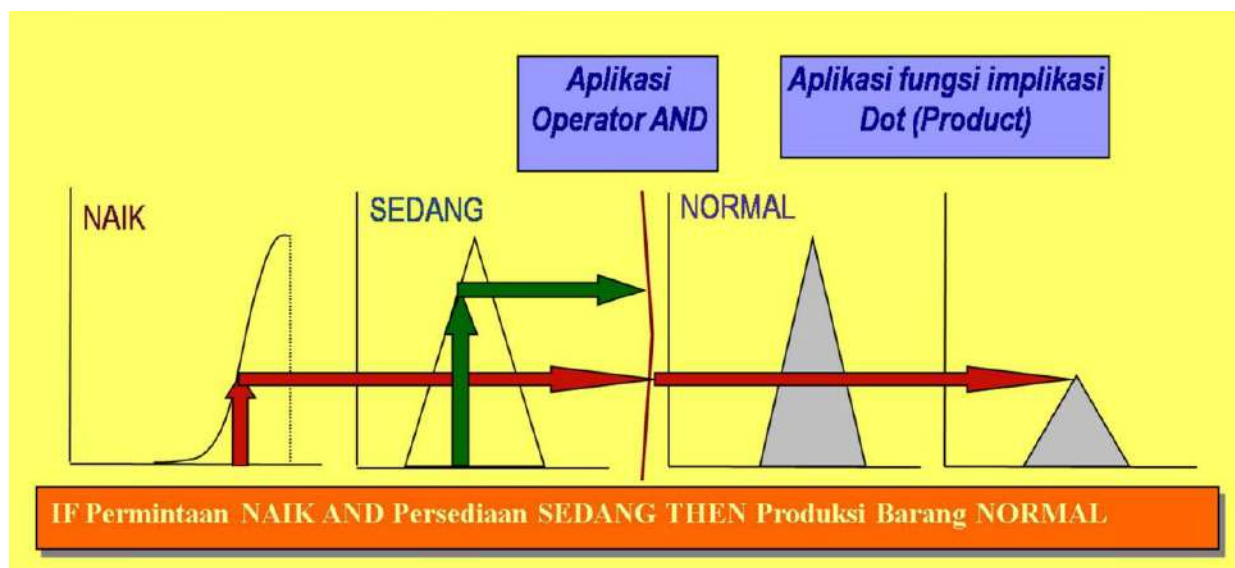 Aplikasi
Operator AND
Aplikasi fungsi implikasi
Dot (Product)
NAIK
SEDANG
NORMAL
IF Permintaan NAIK AND Persediaan SEDANG THEN Produksi Barang NORMAL